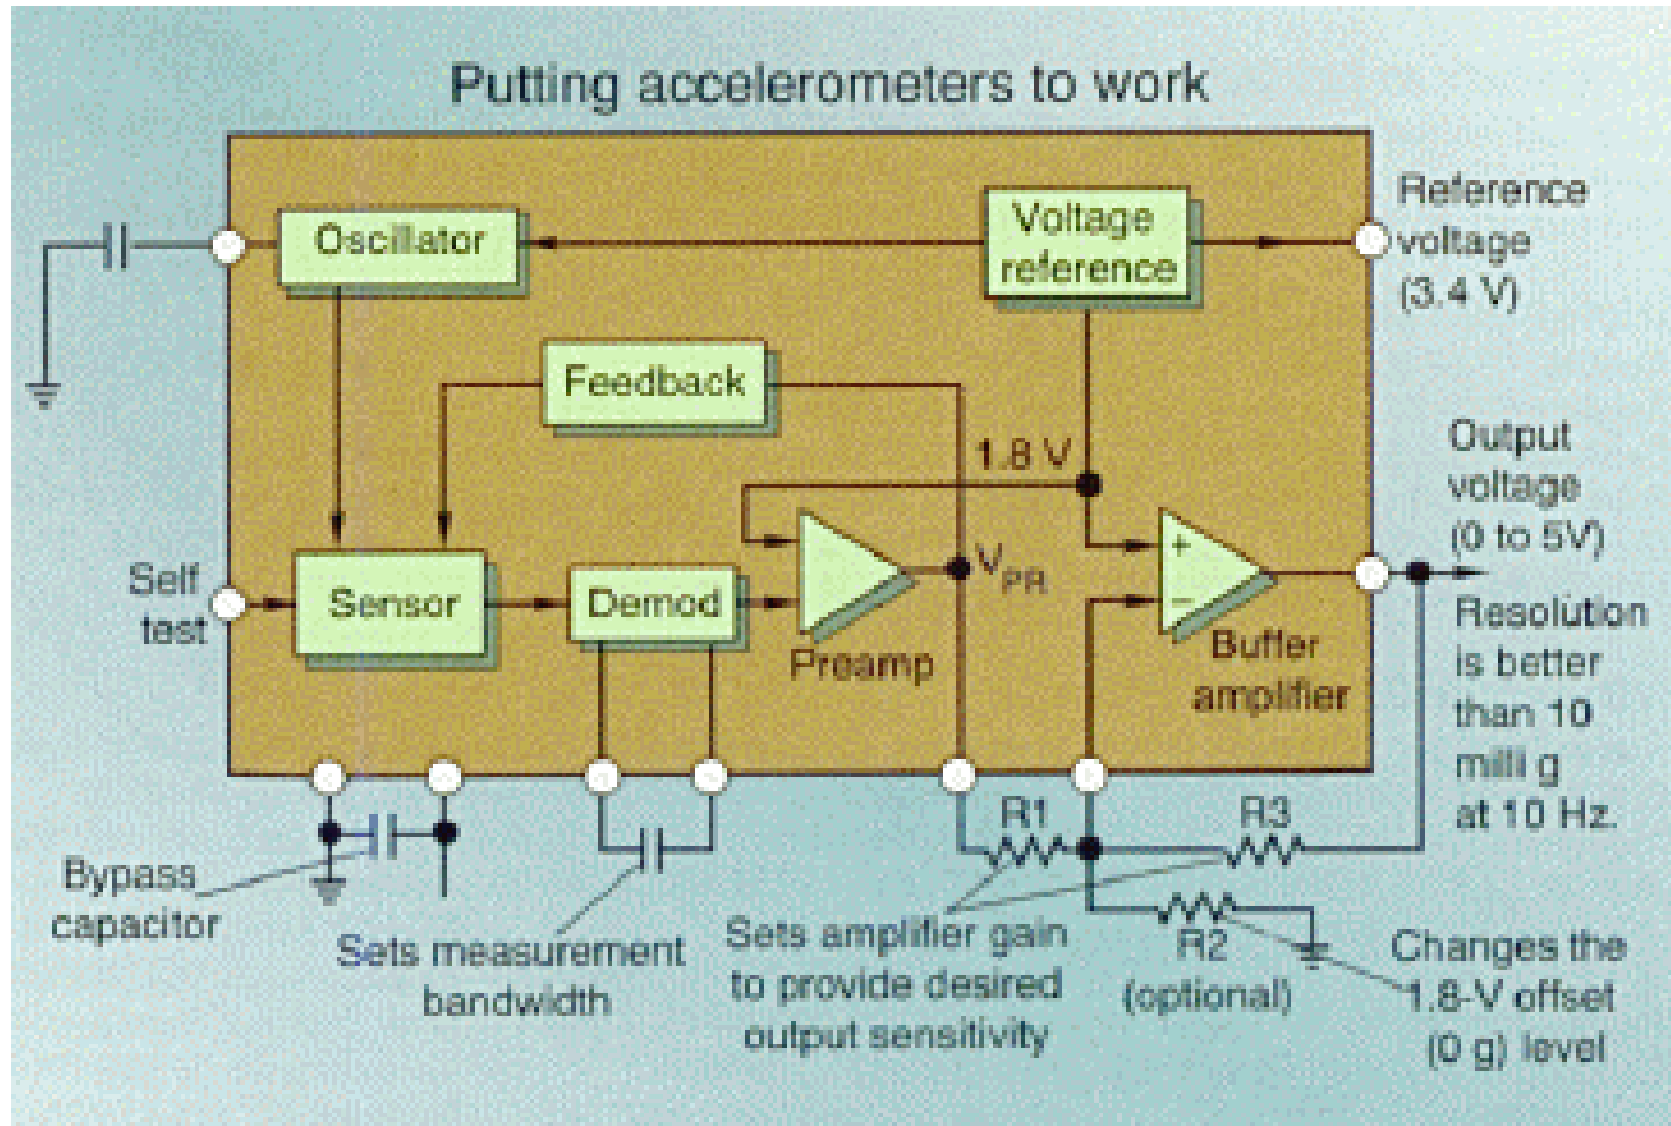 Putting accelerometers to work
Oscillator
Voltage
reference
Reference
voltage
(3.4 V)
Feedback
1.8 V
Output
voltage
(0 to 5V)
Self
test
Sensor
Demod
Preamp
VPR
+
−
Buffer
amplifier
Resolution
is better
than 10
milli g
at 10 Hz.
R1
R3
Bypass
capacitor
Sets measurement
bandwidth
Sets amplifier gain
to provide desired
output sensitivity
R2
(optional)
Changes the
1.8-V offset
(0 g) level